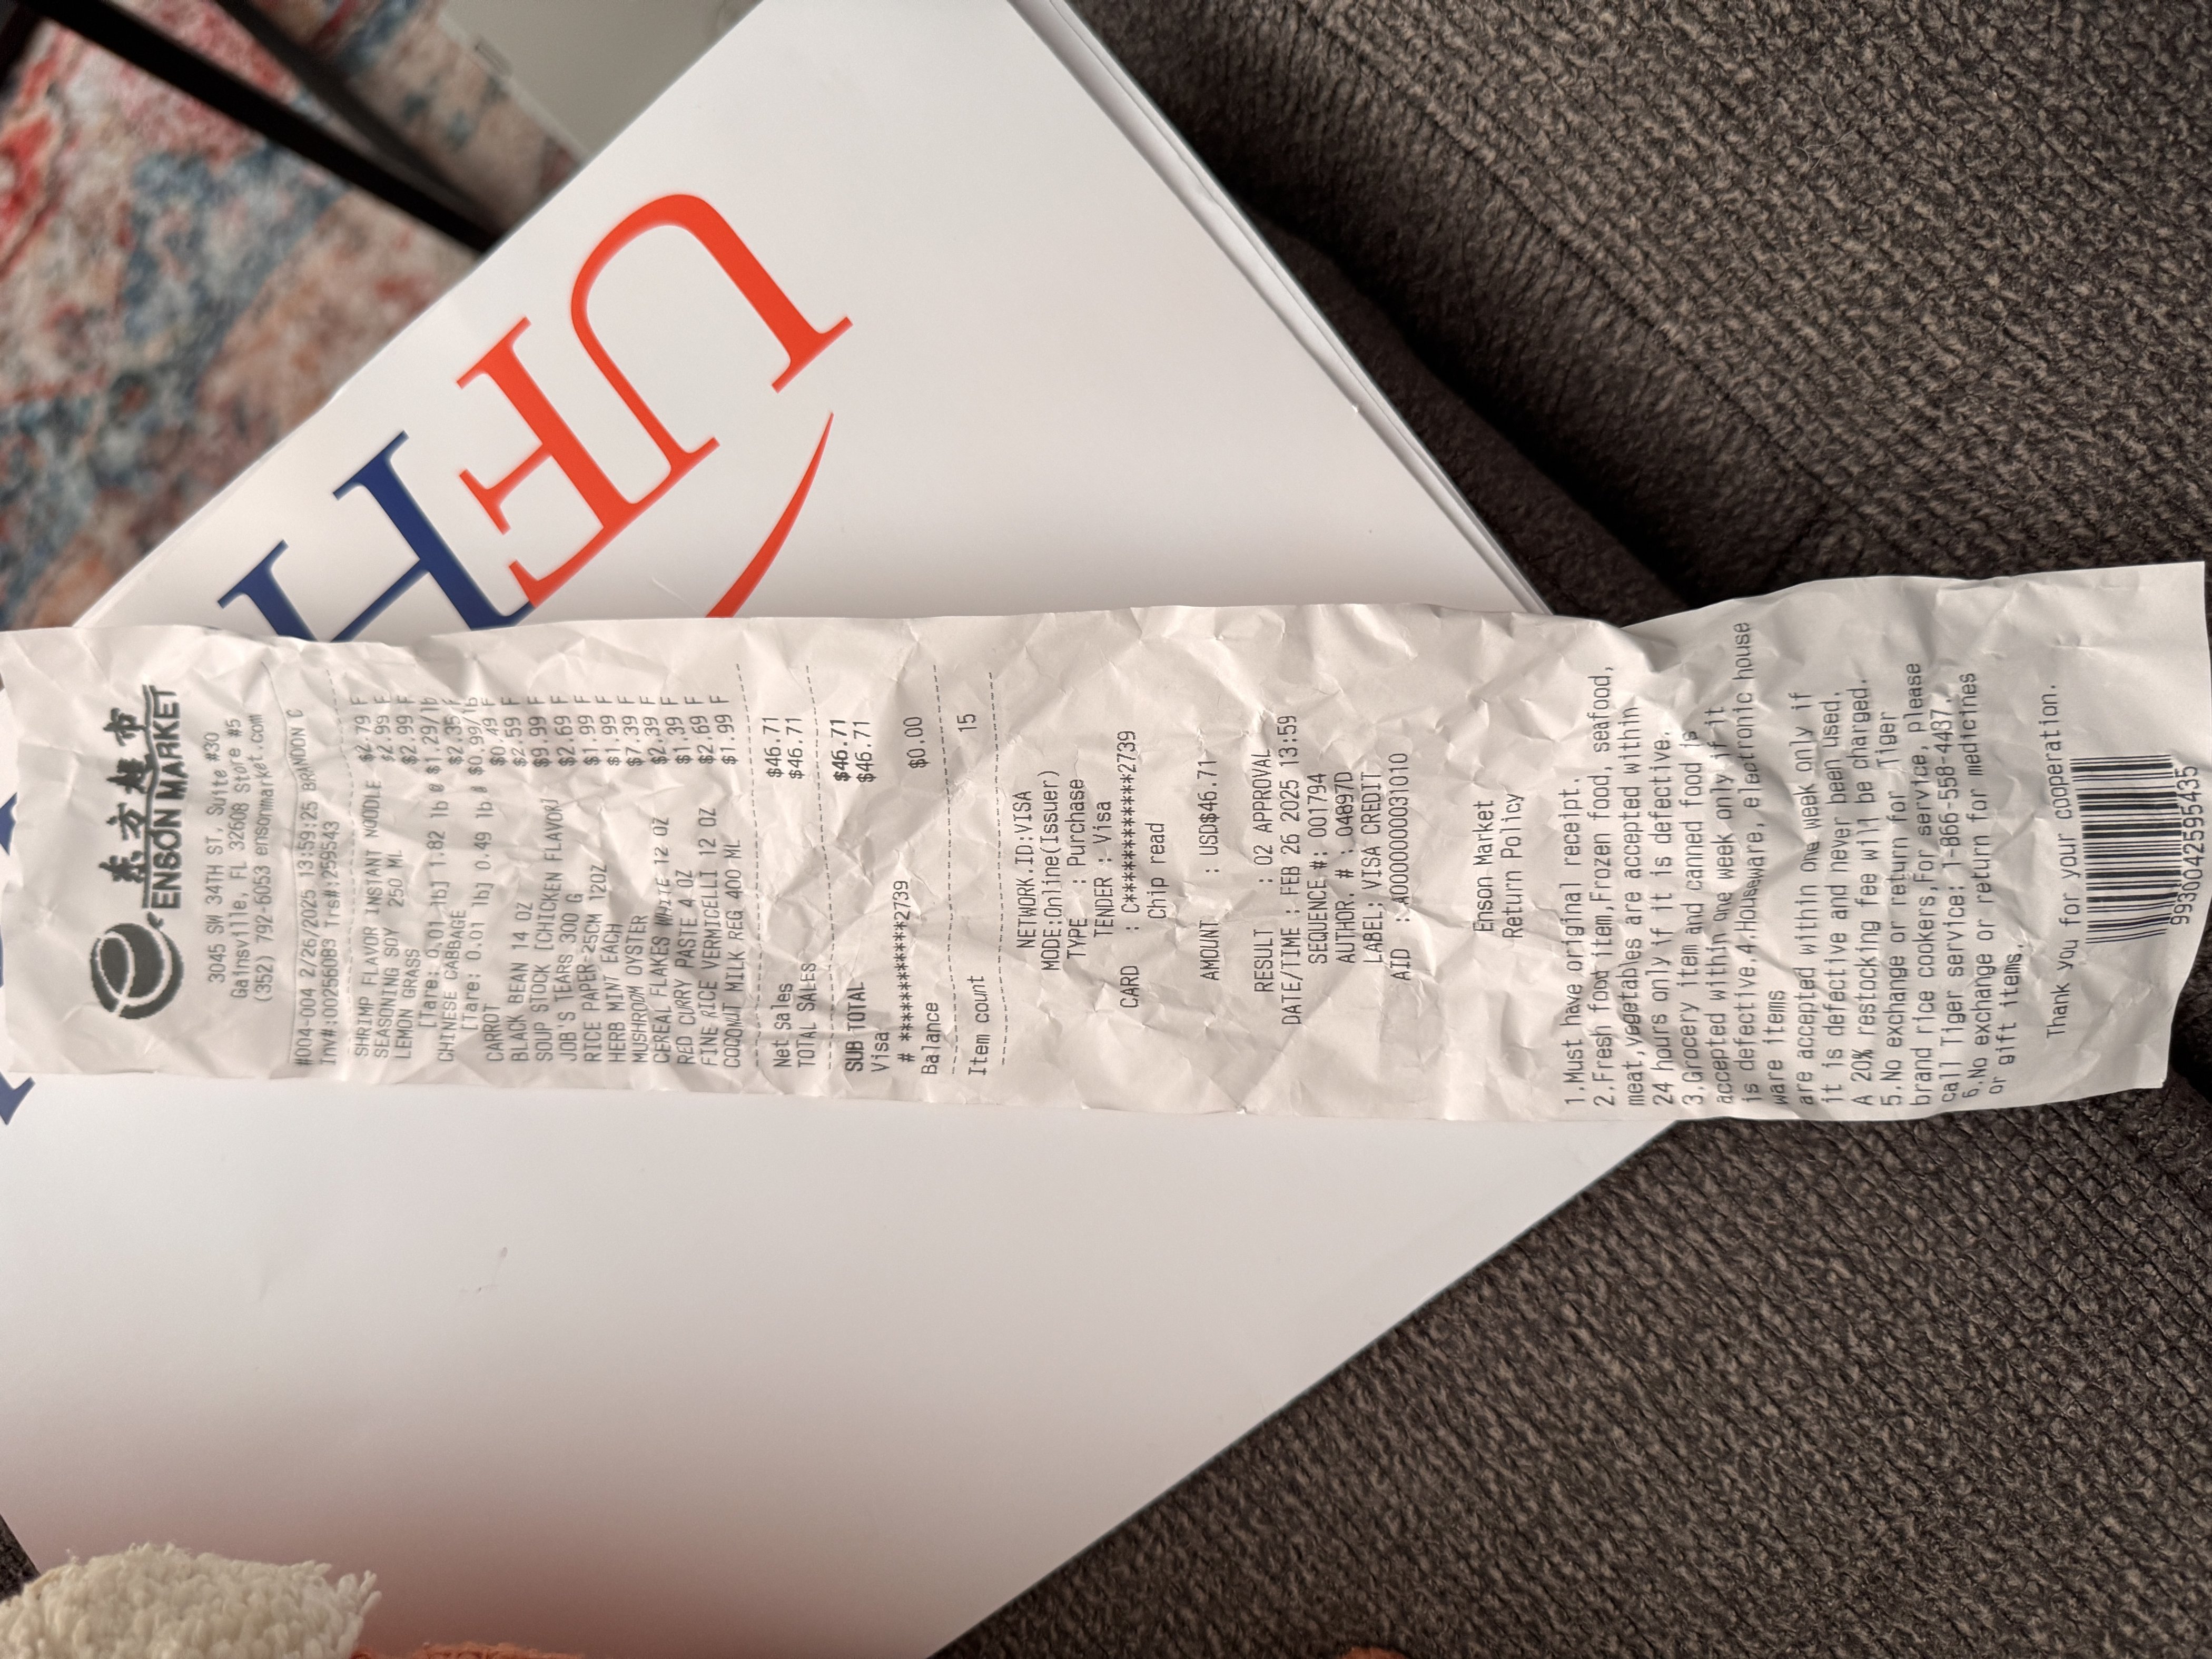 東方超市
ENSON MARKET
3045 SW 34TH ST, Suite #30
Gainsville, FL 32608 Store #5
(352) 792-6053 ensonmarket.com
#004-004 2/26/2025 13:59:25 BRANDON C
Inv#:00256089 Trs#:259543
SHRIMP FLAVOR INSTANT NOODLE $2.79 F
SEASONING SOY 250 ML $2.99 F
LEMON GRASS $2.99 F
[Tare: 0.01 lb] 1.82 lb @ $1.29/lb
CHINESE CABBAGE $2.35 F
[Tare: 0.01 lb] 0.49 lb @ $0.99/lb
CARROT $0.49 F
BLACK BEAN 14 OZ $2.59 F
SOUP STOCK [CHICKEN FLAVOR] $9.99 F
JOB'S TEARS 300 G $2.69 F
RICE PAPER-25CM 12OZ $1.99 F
HERB MINT EACH $1.99 F
MUSHROOM OYSTER $7.39 F
CEREAL FLAKES WHITE 12 OZ $2.39 F
RED CURRY PASTE 4 OZ $1.39 F
FINE RICE VERMICELLI 12 OZ $2.69 F
COCONUT MILK REG 400 ML $1.99 F
Net Sales $46.71
TOTAL SALES $46.71
SUB TOTAL $46.71
Visa $46.71
# ************2739
Balance $0.00
Item count 15
NETWORK.ID:VISA
MODE:Online(Issuer)
TYPE : Purchase
TENDER : Visa
CARD : C***********2739
Chip read
AMOUNT : USD$46.71
RESULT : 02 APPROVAL
DATE/TIME : FEB 26 2025 13:59
SEQUENCE #: 001794
AUTHOR. # : 04897D
LABEL: VISA CREDIT
AID : A0000000031010
Enson Market
Return Policy
1.Must have original receipt.
2.Fresh food item,Frozen food, seafood,
meat,vegetables are accepted within
24 hours only if it is defective.
3.Grocery item and canned food is
accepted within one week only if it
is defective.4.Houseware, electronic house
ware items
are accepted within one week only if
it is defective and never been used.
A 20% restocking fee will be charged.
5.No exchange or return for Tiger
brand rice cookers,For service, please
call Tiger service: 1-866-558-4437.
6.No exchange or return for medicines
or gift items.
Thank you for your cooperation.
99300042595435
UF
H